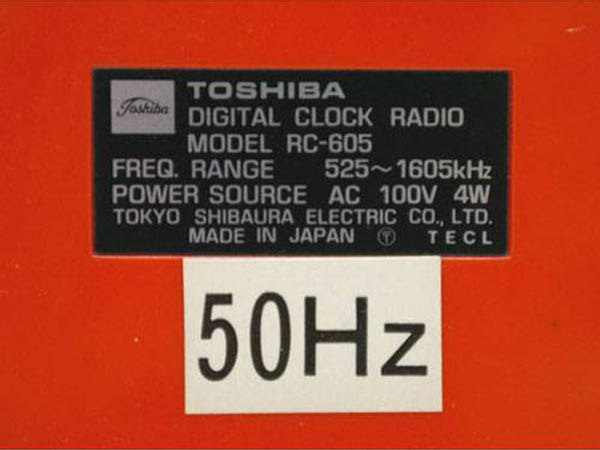 Toshiba
TOSHIBA
DIGITAL CLOCK RADIO
MODEL RC-605
FREQ. RANGE 525~1605kHz
POWER SOURCE AC 100V 4W
TOKYO SHIBAURA ELECTRIC CO., LTD.
MADE IN JAPAN Ⓣ TECL
50Hz